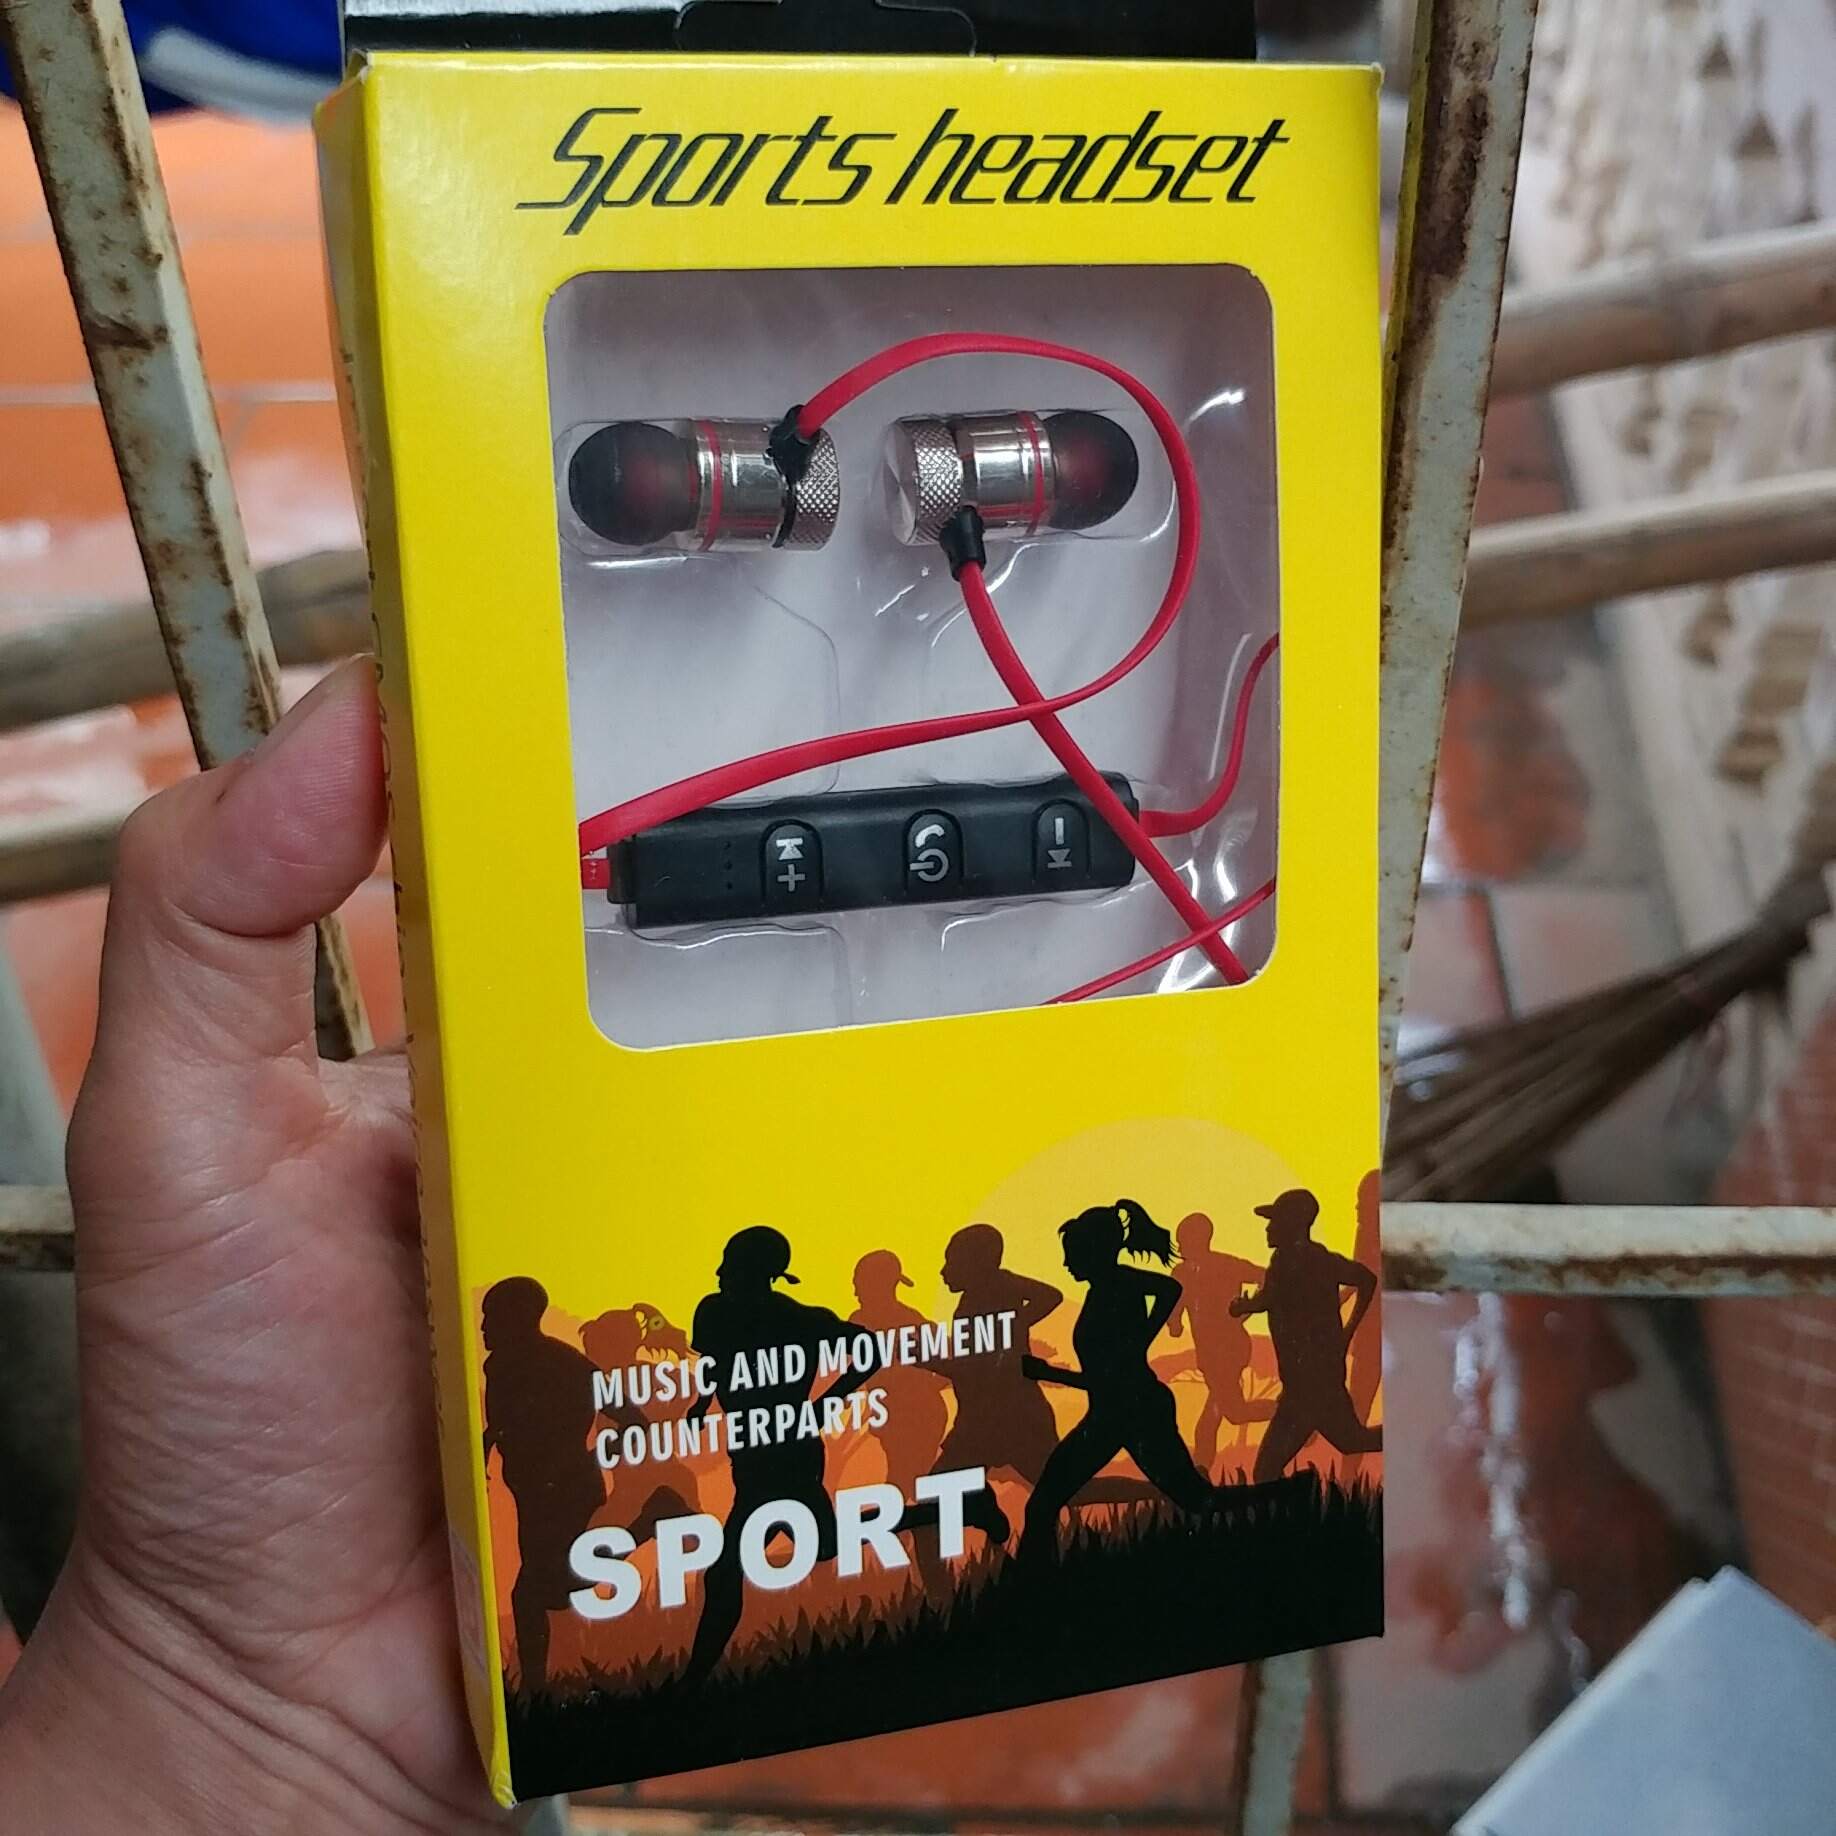 Sports headset
MUSIC AND MOVEMENT
COUNTERPARTS
SPORT